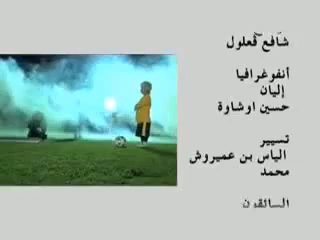 شافع قعلول
أنفوغرافيا
إليان
حسين اوشاوة
تسيير
الياس بن عميروش
محمد
السائقون